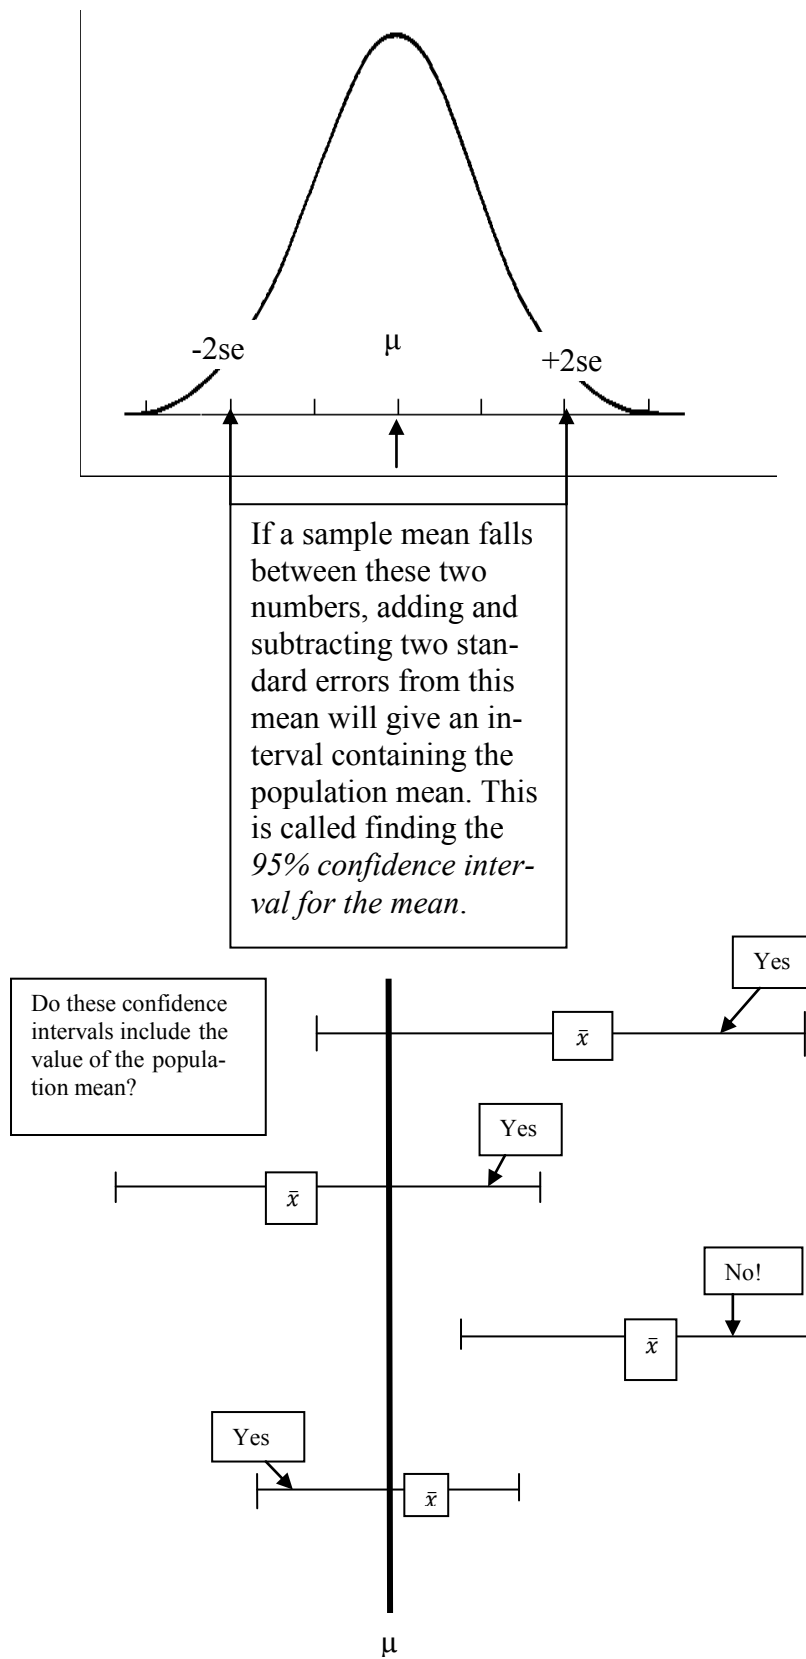 -2se
μ
+2se
If a sample mean falls
between these two
numbers, adding and
subtracting two stan-
dard errors from this
mean will give an in-
terval containing the
population mean. This
is called finding the
95% confidence inter-
val for the mean.
Yes
Do these confidence
intervals include the
value of the popula-
tion mean?
x̄
Yes
x̄
No!
x̄
Yes
x̄
μ